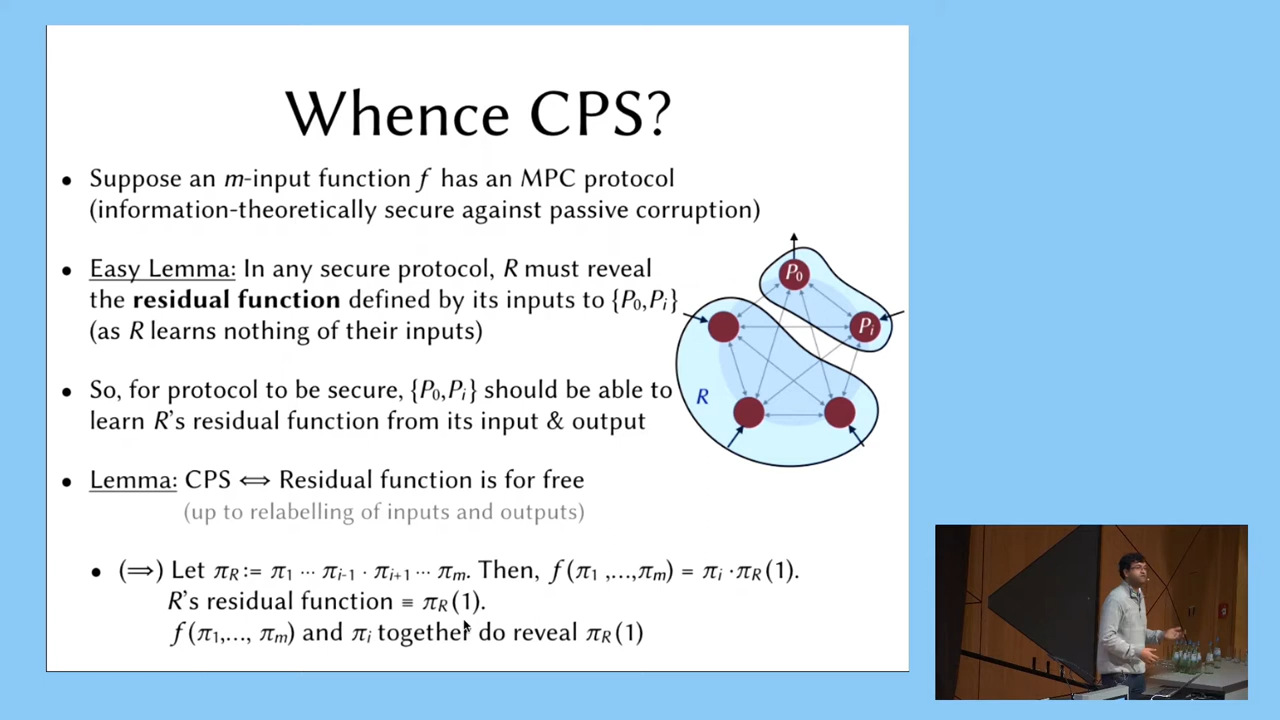 Whence CPS?
• Suppose an m-input function f has an MPC protocol
(information-theoretically secure against passive corruption)
• Easy Lemma: In any secure protocol, R must reveal
the residual function defined by its inputs to {P₀,Pᵢ}
(as R learns nothing of their inputs)
• So, for protocol to be secure, {P₀,Pᵢ} should be able to
learn R's residual function from its input & output
• Lemma: CPS ⟺ Residual function is for free
(up to relabelling of inputs and outputs)
• (⟹) Let π_R := π₁ ··· πᵢ₋₁ · πᵢ₊₁ ··· πₘ. Then, f(π₁ ,...,πₘ) = πᵢ ·π_R(1).
R's residual function ≡ π_R(1).
f(π₁,..., πₘ) and πᵢ together do reveal π_R(1)
P₀
Pᵢ
R